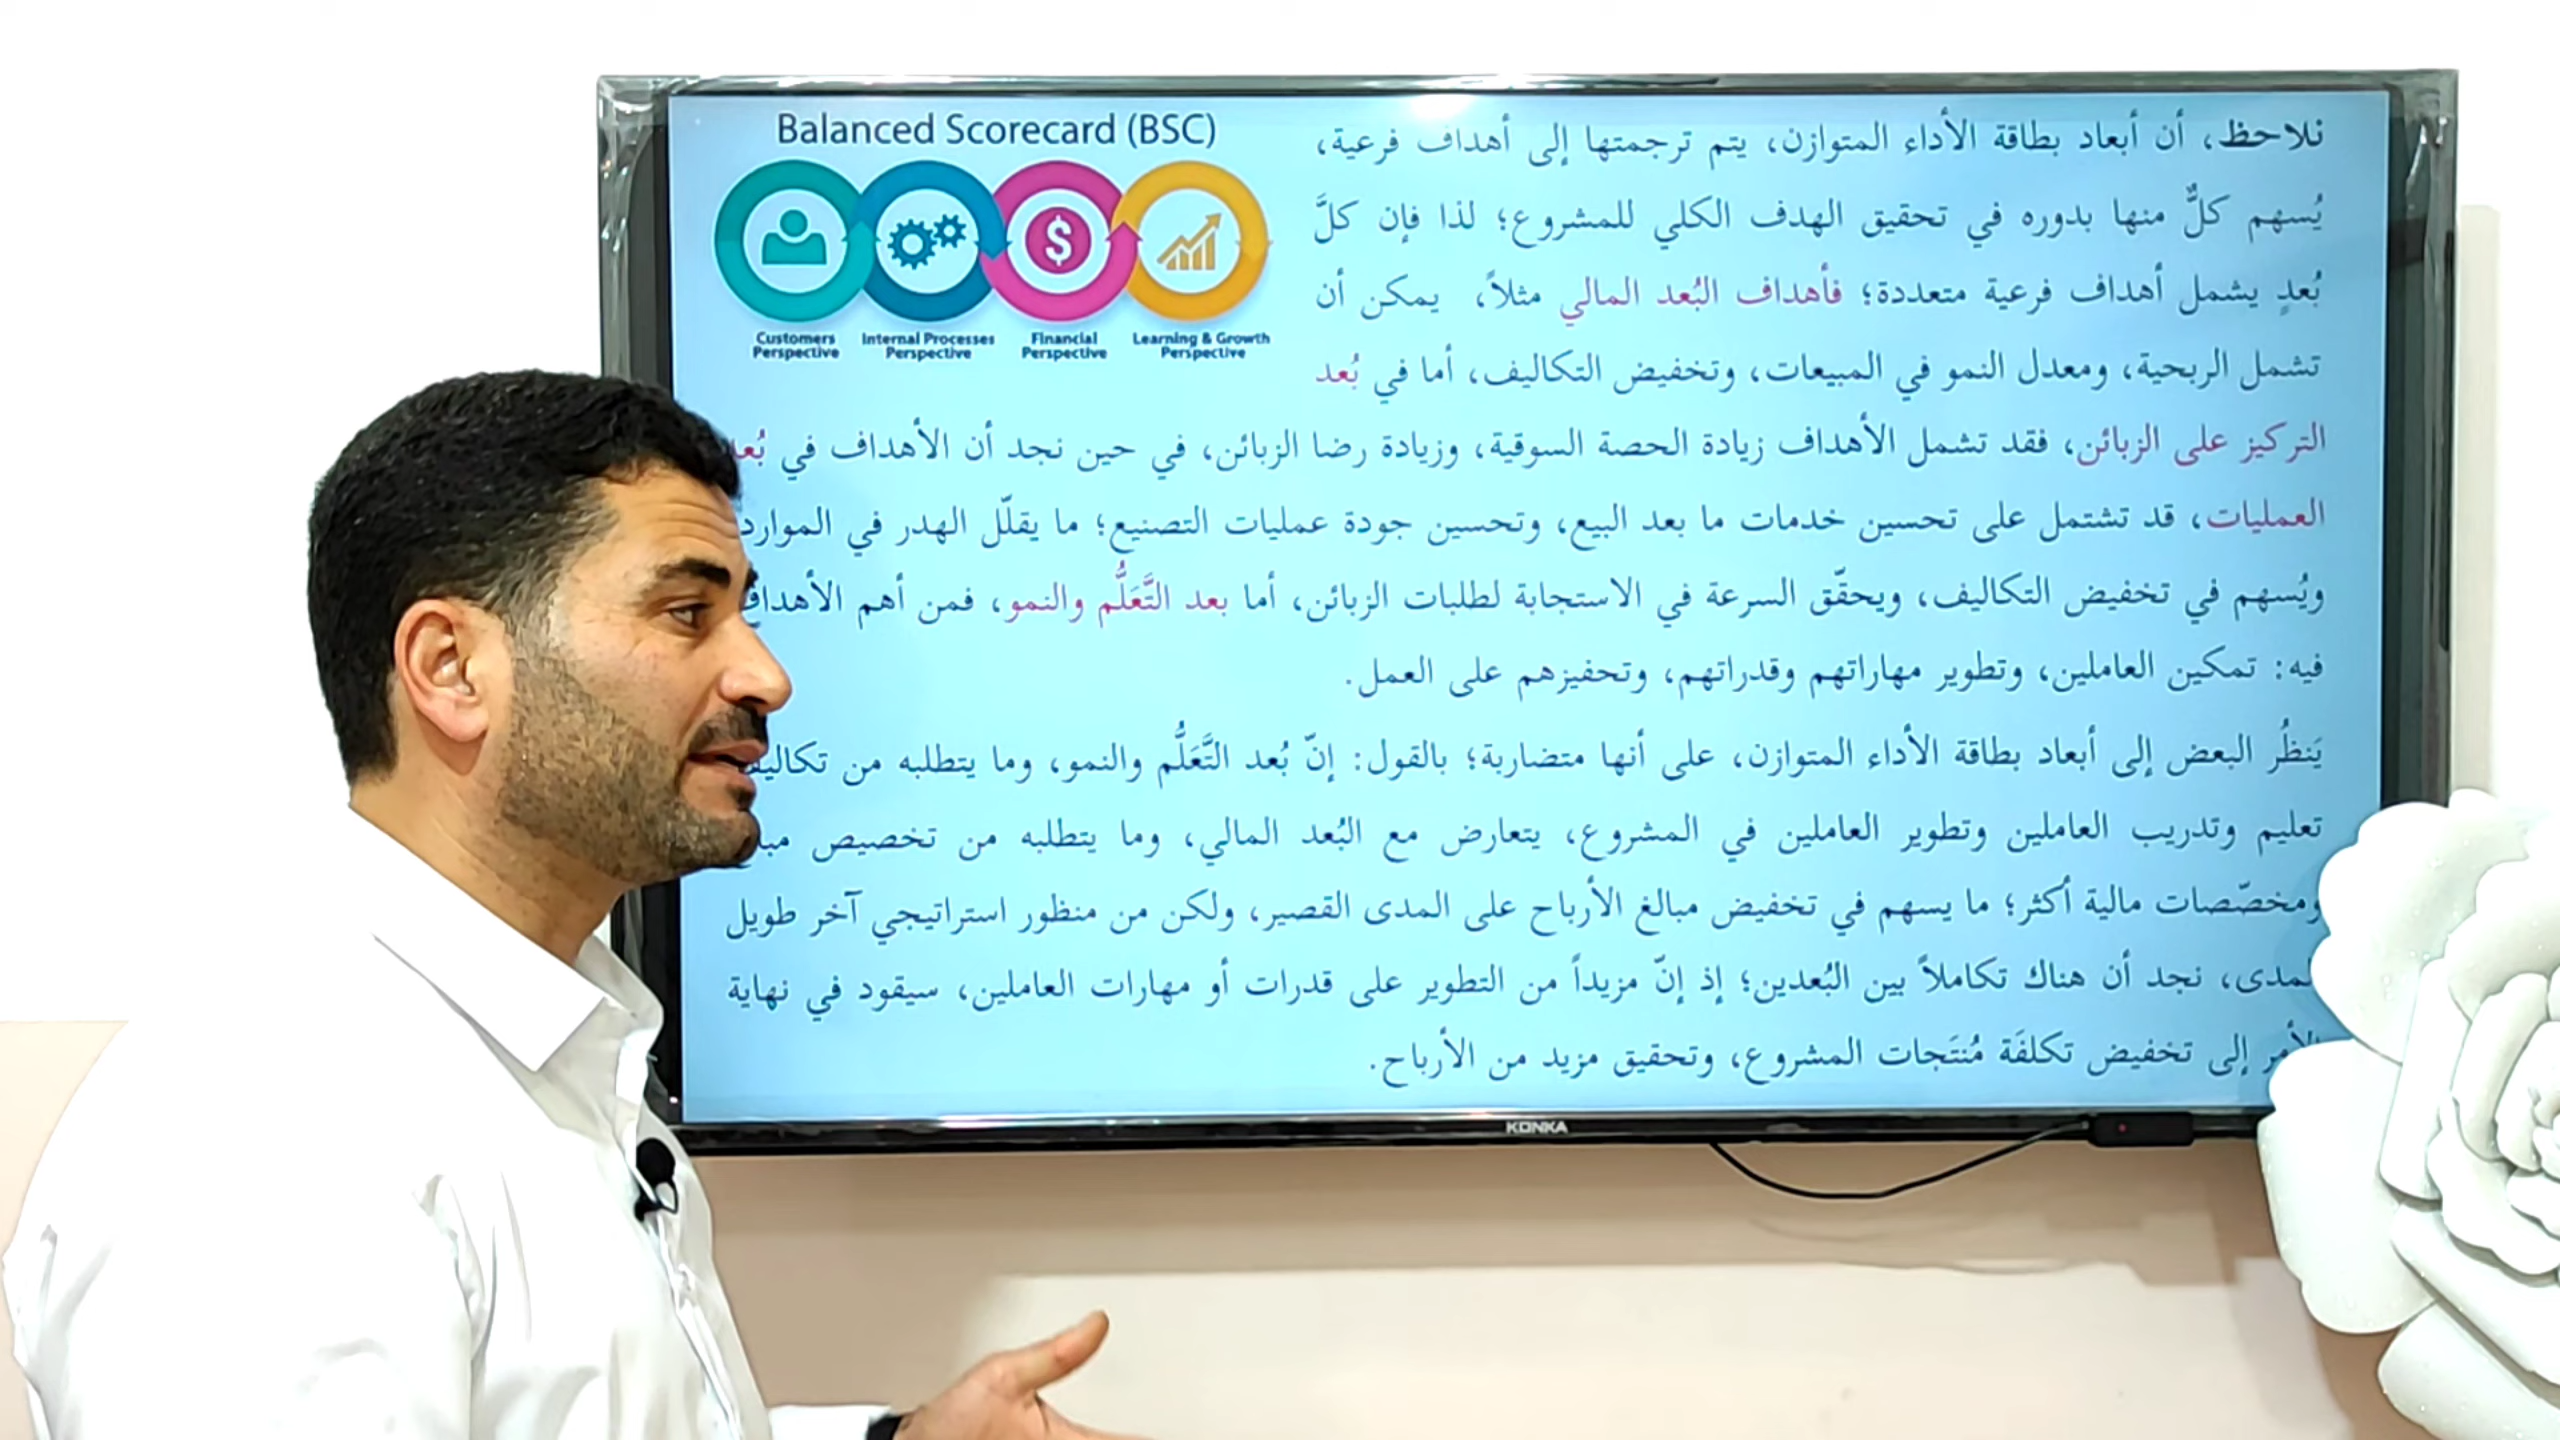 Balanced Scorecard (BSC)
Customers Perspective
Internal Processes Perspective
Financial Perspective
Learning & Growth Perspective
نلاحظ، أن أبعاد بطاقة الأداء المتوازن، يتم ترجمتها إلى أهداف فرعية،
يُسهم كلٌّ منها بدوره في تحقيق الهدف الكلي للمشروع؛ لذا فإن كلَّ
بُعدٍ يشمل أهداف فرعية متعددة؛ فأهداف البُعد المالي مثلاً، يمكن أن
تشمل الربحية، ومعدل النمو في المبيعات، وتخفيض التكاليف، أما في بُعد
التركيز على الزبائن، فقد تشمل الأهداف زيادة الحصة السوقية، وزيادة رضا الزبائن، في حين نجد أن الأهداف في بُعد
العمليات، قد تشتمل على تحسين خدمات ما بعد البيع، وتحسين جودة عمليات التصنيع؛ ما يقلّل الهدر في الموارد
ويُسهم في تخفيض التكاليف، ويحقّق السرعة في الاستجابة لطلبات الزبائن، أما بعد التَّعَلُّم والنمو، فمن أهم الأهداف
فيه: تمكين العاملين، وتطوير مهاراتهم وقدراتهم، وتحفيزهم على العمل.
يَنظُر البعض إلى أبعاد بطاقة الأداء المتوازن، على أنها متضاربة؛ بالقول: إنّ بُعد التَّعَلُّم والنمو، وما يتطلبه من تكاليف
تعليم وتدريب العاملين وتطوير العاملين في المشروع، يتعارض مع البُعد المالي، وما يتطلبه من تخصيص
ومخصّصات مالية أكثر؛ ما يسهم في تخفيض مبالغ الأرباح على المدى القصير، ولكن من منظور استراتيجي آخر طويل
المدى، نجد أن هناك تكاملاً بين البُعدين؛ إذ إنّ مزيداً من التطوير على قدرات أو مهارات العاملين، سيقود في نهاية
الأمر إلى تخفيض تكلفَة مُنتَجات المشروع، وتحقيق مزيد من الأرباح.
KONKA